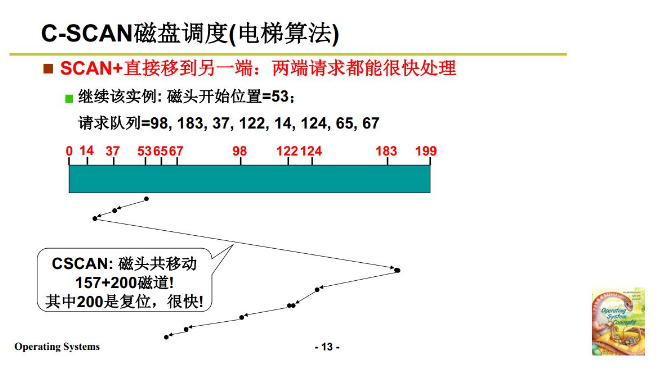 C-SCAN磁盘调度(电梯算法)
SCAN+直接移到另一端：两端请求都能很快处理
继续该实例: 磁头开始位置=53；
请求队列=98, 183, 37, 122, 14, 124, 65, 67
0 14 37 53 65 67 98 122 124 183 199
CSCAN: 磁头共移动
157+200磁道!
其中200是复位，很快!
Operating
System
Concepts
Operating Systems
- 13 -